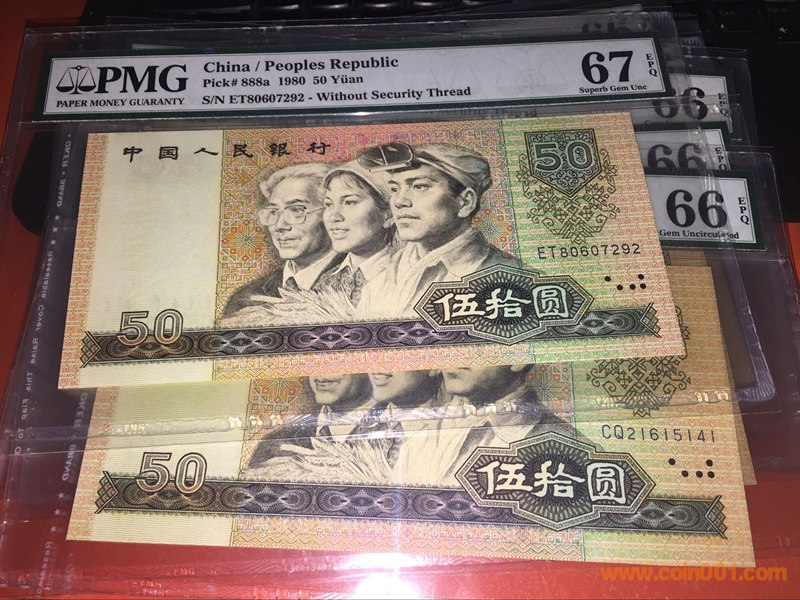 PMG
PAPER MONEY GUARANTY
China / Peoples Republic
Pick# 888a 1980 50 Yüan
S/N ET80607292 - Without Security Thread
67 EPQ
Superb Gem Unc
66 EPQ
66 EPQ
66 EPQ
Gem Uncirculated
中国人民银行
50
ET80607292
伍拾圆
50
CQ21615141
伍拾圆
50
www.coin001.com